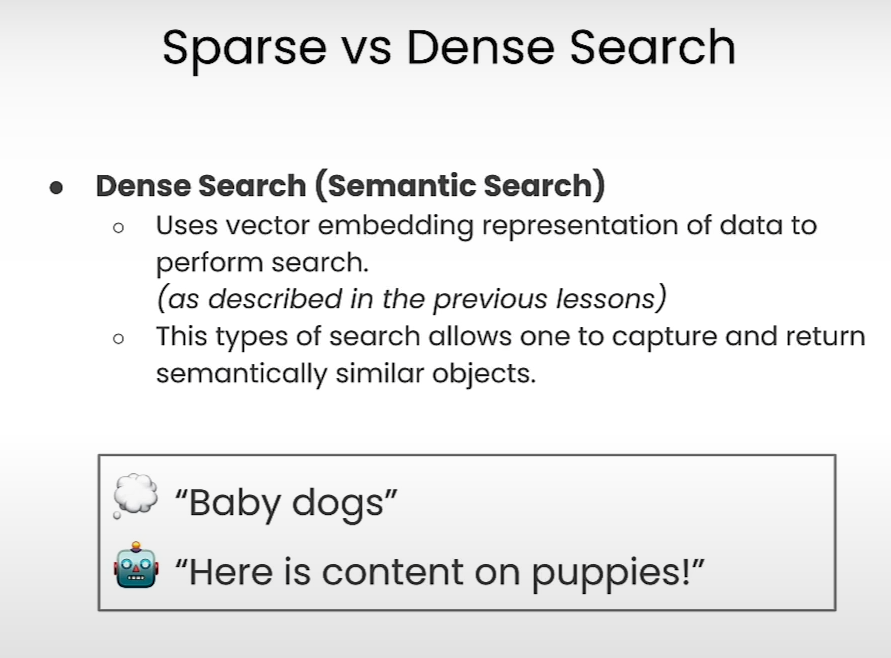 Sparse vs Dense Search
● Dense Search (Semantic Search)
○ Uses vector embedding representation of data to
perform search.
(as described in the previous lessons)
○ This types of search allows one to capture and return
semantically similar objects.
“Baby dogs”
“Here is content on puppies!”